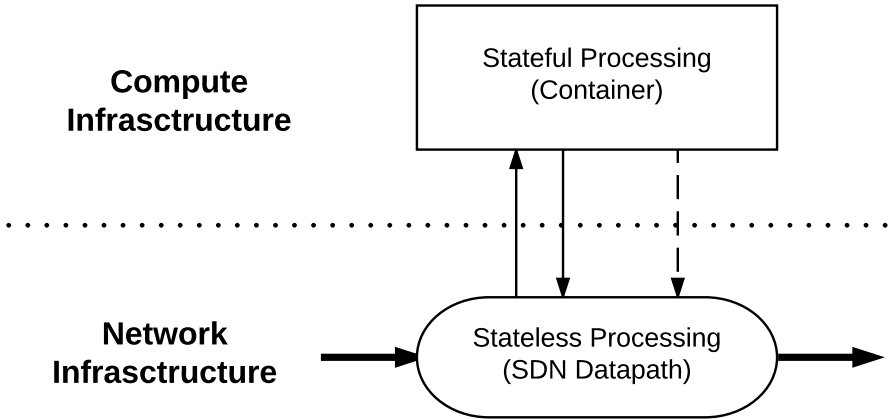 Compute
Infrasctructure
Stateful Processing
(Container)
Network
Infrasctructure
Stateless Processing
(SDN Datapath)